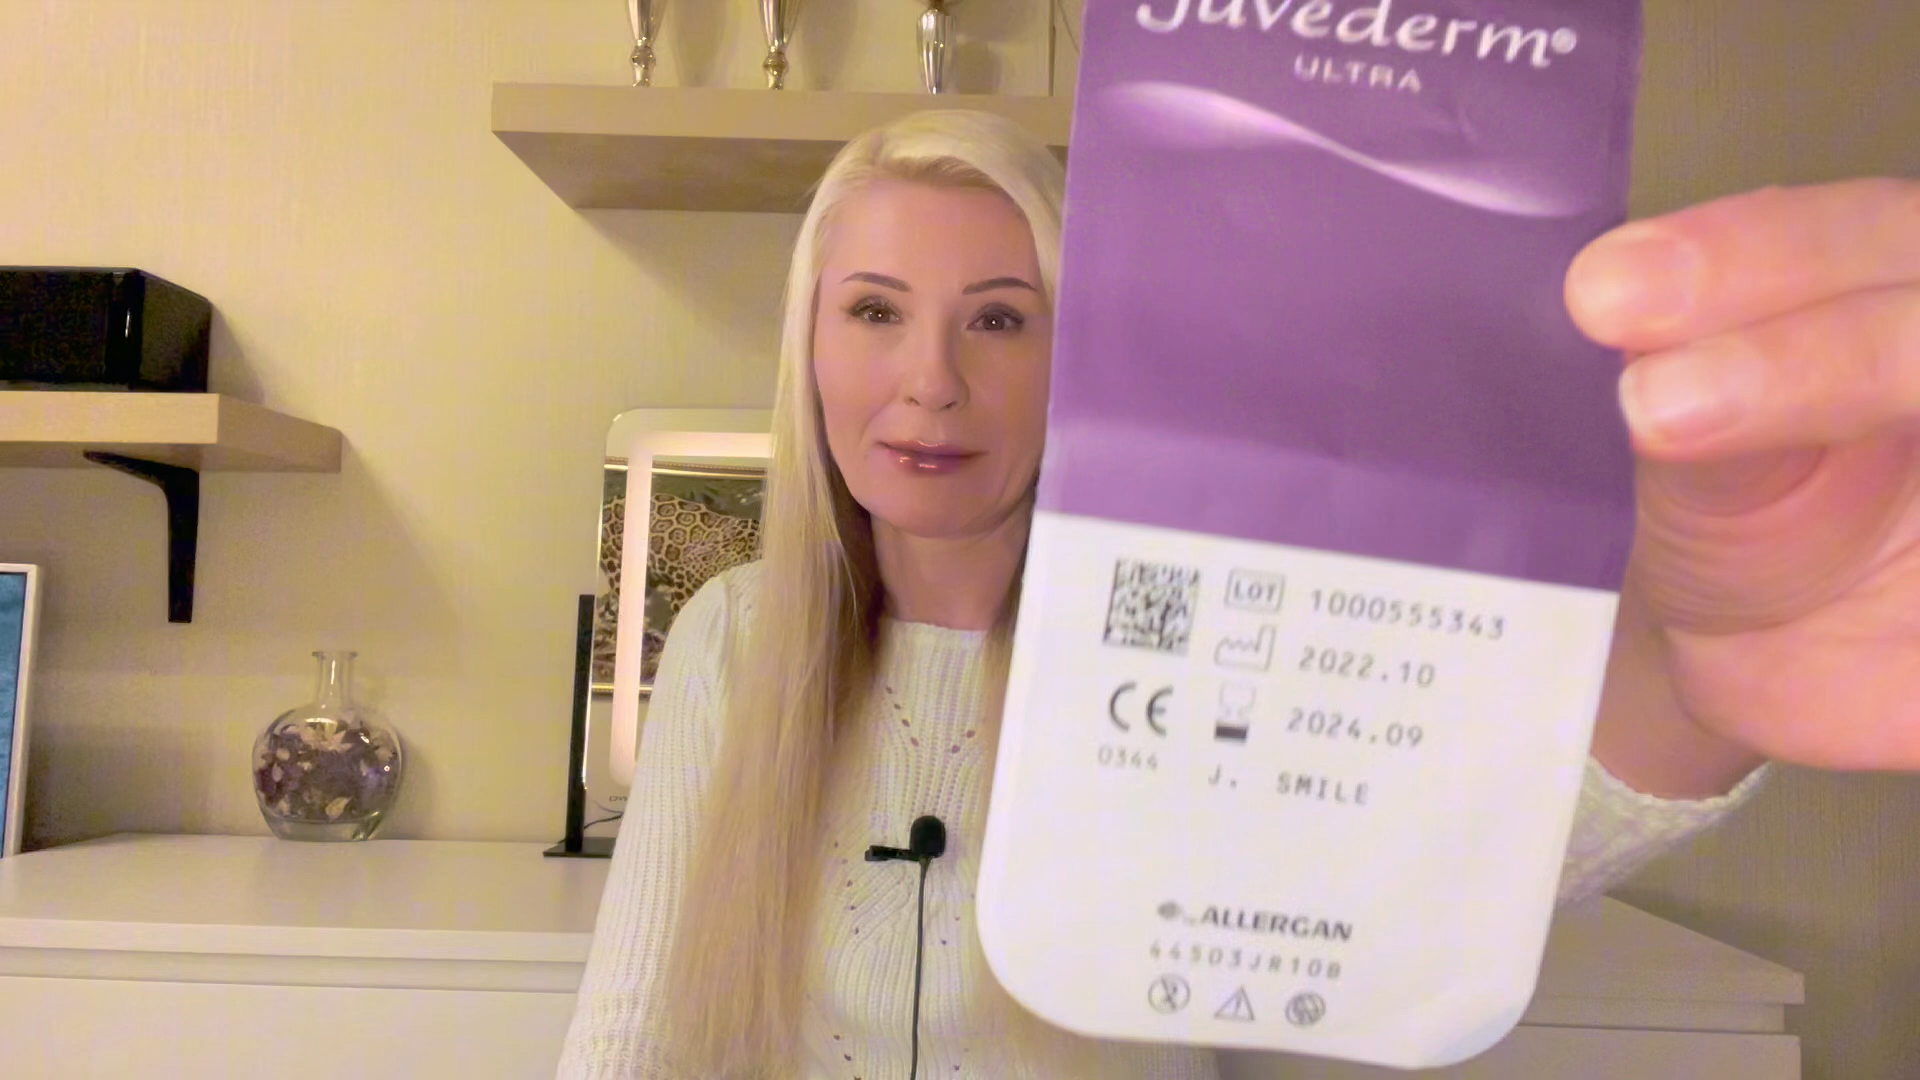 Juvederm®
ULTRA
LOT 1000555343
2022.10
CE 2024.09
0344 J. SMILE
ALLERGAN
44503JR10B